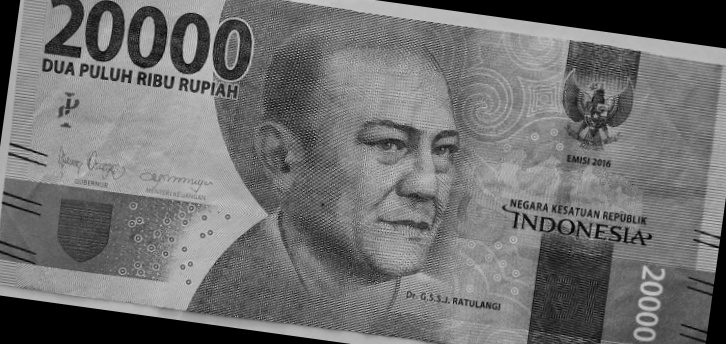 20000
DUA PULUH RIBU RUPIAH
GUBERNUR
MENTERI KEUANGAN
EMISI 2016
NEGARA KESATUAN REPUBLIK
INDONESIA
Dr. G.S.S.J. RATULANGI
20000